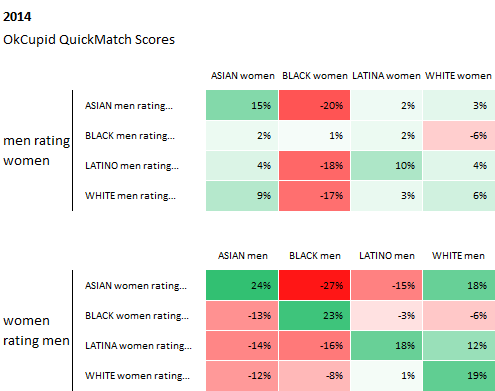 2014
OkCupid QuickMatch Scores
ASIAN women BLACK women LATINA women WHITE women
men rating women
ASIAN men rating... 15% -20% 2% 3%
BLACK men rating... 2% 1% 2% -6%
LATINO men rating... 4% -18% 10% 4%
WHITE men rating... 9% -17% 3% 6%
ASIAN men BLACK men LATINO men WHITE men
women rating men
ASIAN women rating... 24% -27% -15% 18%
BLACK women rating... -13% 23% -3% -6%
LATINA women rating... -14% -16% 18% 12%
WHITE women rating... -12% -8% 1% 19%